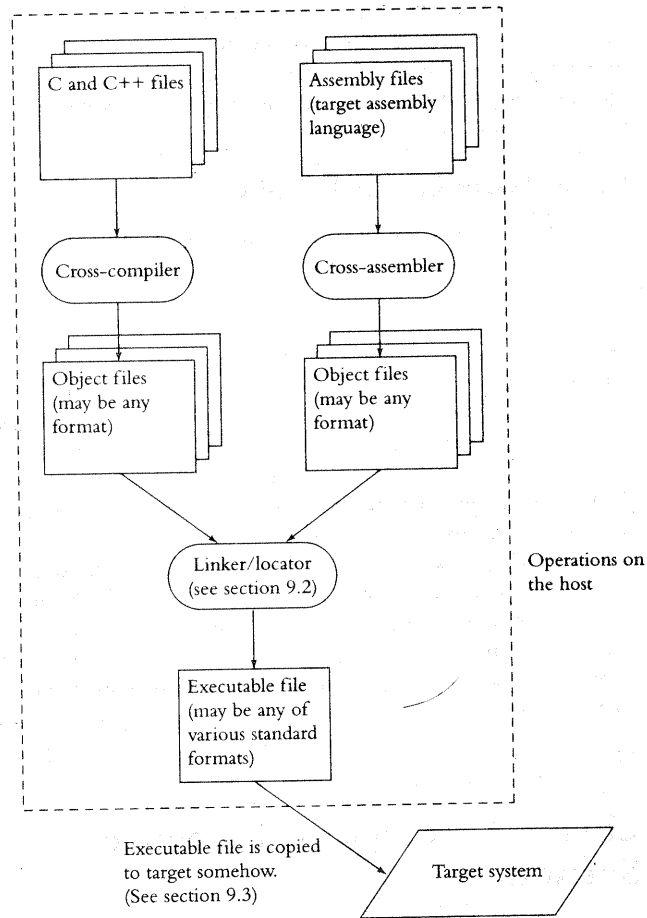 C and C++ files
Assembly files
(target assembly
language)
Cross-compiler
Cross-assembler
Object files
(may be any
format)
Object files
(may be any
format)
Linker/locator
(see section 9.2)
Operations on
the host
Executable file
(may be any of
various standard
formats)
Executable file is copied
to target somehow.
(See section 9.3)
Target system